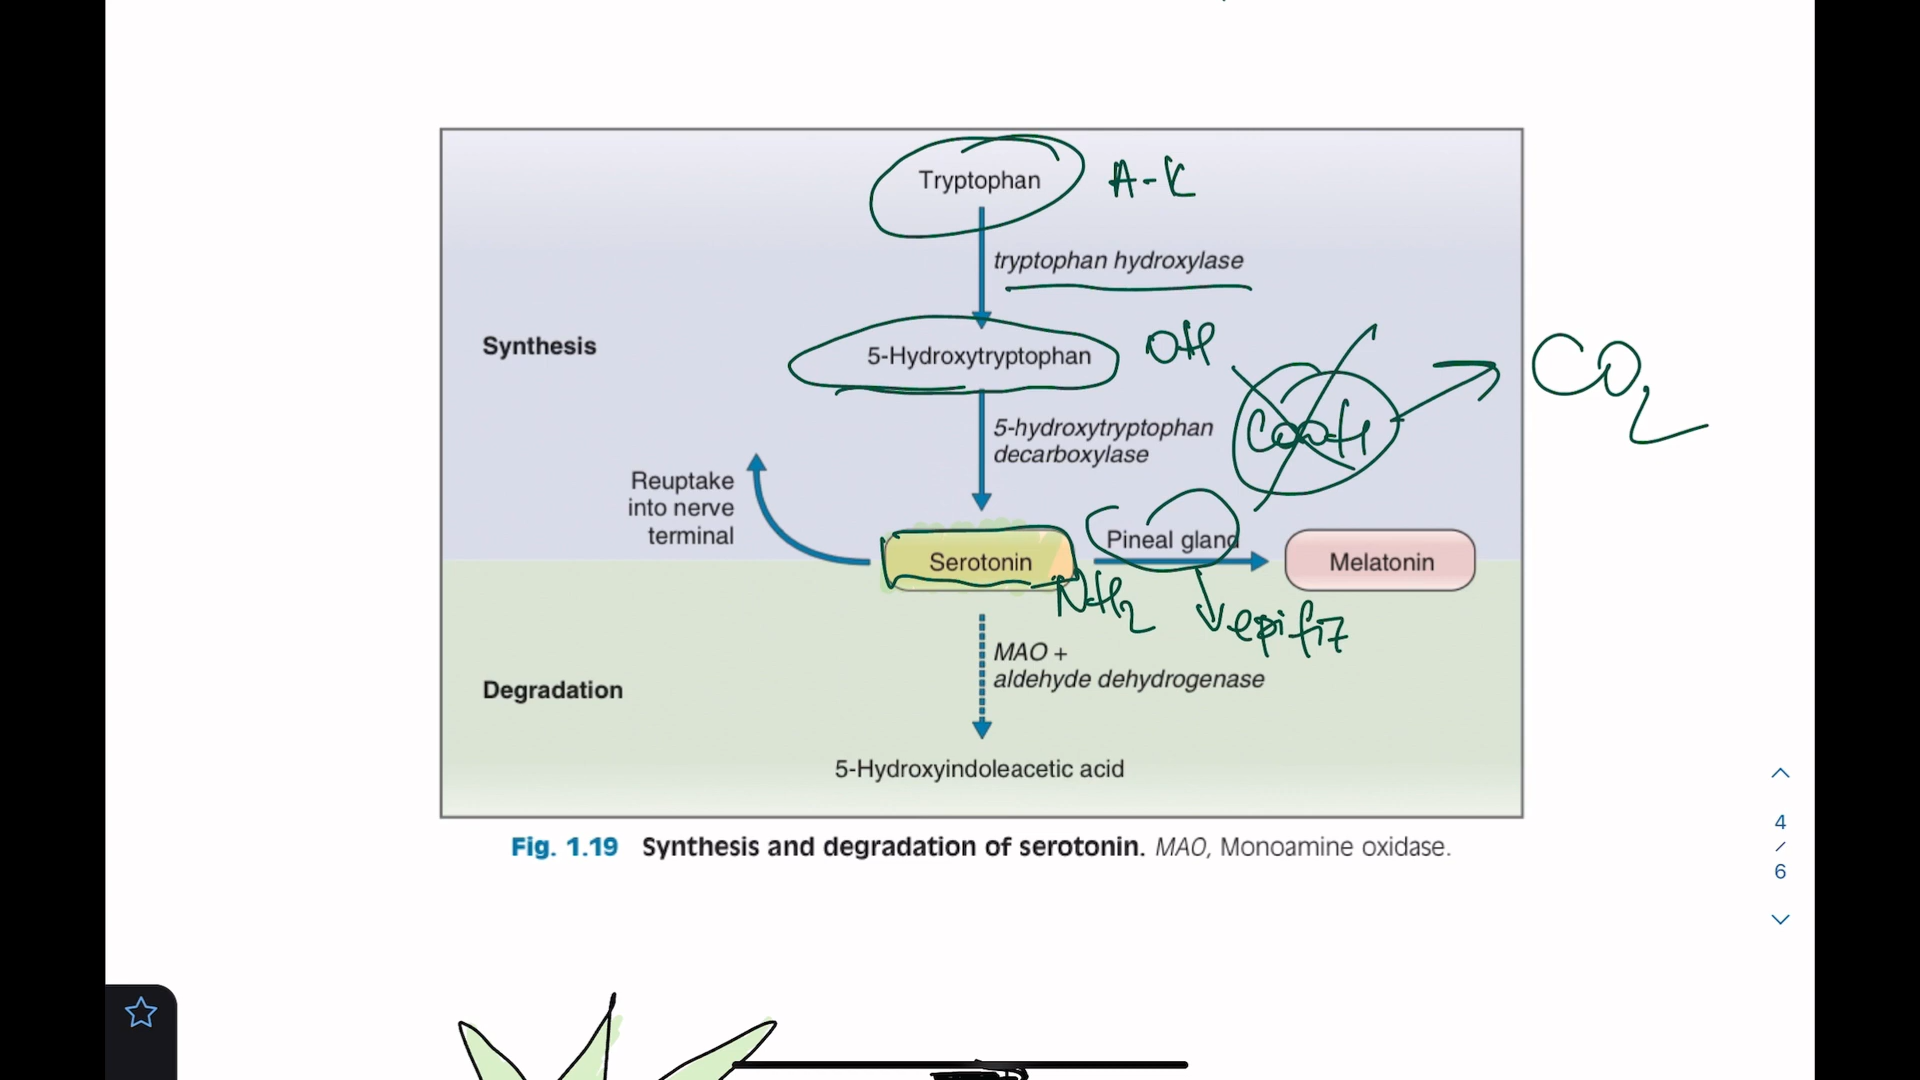 Tryptophan A-K
tryptophan hydroxylase
Synthesis
5-Hydroxytryptophan OH
CO2
5-hydroxytryptophan
decarboxylase
COOH
Reuptake
into nerve
terminal
Pineal gland
Serotonin
Melatonin
NH2
epifiz
MAO +
aldehyde dehydrogenase
Degradation
5-Hydroxyindoleacetic acid
Fig. 1.19 Synthesis and degradation of serotonin. MAO, Monoamine oxidase.
4
/
6